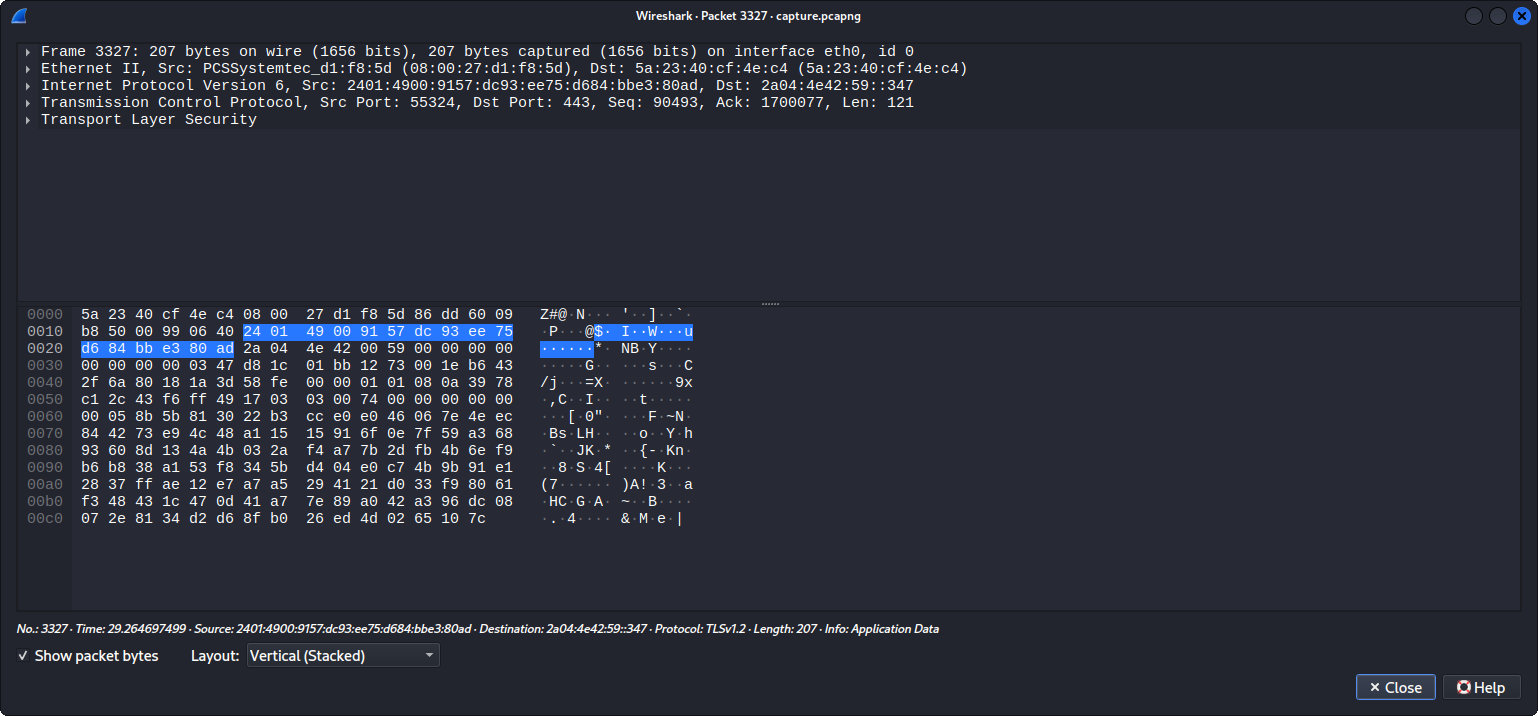 Wireshark · Packet 3327 · capture.pcapng
Frame 3327: 207 bytes on wire (1656 bits), 207 bytes captured (1656 bits) on interface eth0, id 0
Ethernet II, Src: PCSSystemtec_d1:f8:5d (08:00:27:d1:f8:5d), Dst: 5a:23:40:cf:4e:c4 (5a:23:40:cf:4e:c4)
Internet Protocol Version 6, Src: 2401:4900:9157:dc93:ee75:d684:bbe3:80ad, Dst: 2a04:4e42:59::347
Transmission Control Protocol, Src Port: 55324, Dst Port: 443, Seq: 90493, Ack: 1700077, Len: 121
Transport Layer Security
0000 5a 23 40 cf 4e c4 08 00 27 d1 f8 5d 86 dd 60 09 Z#@·N··· '··]··`·
0010 b8 50 00 99 06 40 24 01 49 00 91 57 dc 93 ee 75 ·P···@$· I··W···u
0020 d6 84 bb e3 80 ad 2a 04 4e 42 00 59 00 00 00 00 ······*· NB·Y····
0030 00 00 00 00 03 47 d8 1c 01 bb 12 73 00 1e b6 43 ·····G·· ···s···C
0040 2f 6a 80 18 1a 3d 58 fe 00 00 01 01 08 0a 39 78 /j···=X· ······9x
0050 c1 2c 43 f6 ff 49 17 03 03 00 74 00 00 00 00 00 ·,C··I·· ··t·····
0060 00 05 8b 5b 81 30 22 b3 cc e0 e0 46 06 7e 4e ec ···[·0"· ···F·~N·
0070 84 42 73 e9 4c 48 a1 15 15 91 6f 0e 7f 59 a3 68 ·Bs·LH·· ··o··Y·h
0080 93 60 8d 13 4a 4b 03 2a f4 a7 7b 2d fb 4b 6e f9 ·`··JK·* ··{-·Kn·
0090 b6 b8 38 a1 53 f8 34 5b d4 04 e0 c7 4b 9b 91 e1 ··8·S·4[ ····K···
00a0 28 37 ff ae 12 e7 a7 a5 29 41 21 d0 33 f9 80 61 (7······ )A!·3··a
00b0 f3 48 43 1c 47 0d 41 a7 7e 89 a0 42 a3 96 dc 08 ·HC·G·A· ~··B····
00c0 07 2e 81 34 d2 d6 8f b0 26 ed 4d 02 65 10 7c ·.·4···· &·M·e·|
No.: 3327 · Time: 29.264697499 · Source: 2401:4900:9157:dc93:ee75:d684:bbe3:80ad · Destination: 2a04:4e42:59::347 · Protocol: TLSv1.2 · Length: 207 · Info: Application Data
Show packet bytes Layout: Vertical (Stacked)
Close Help